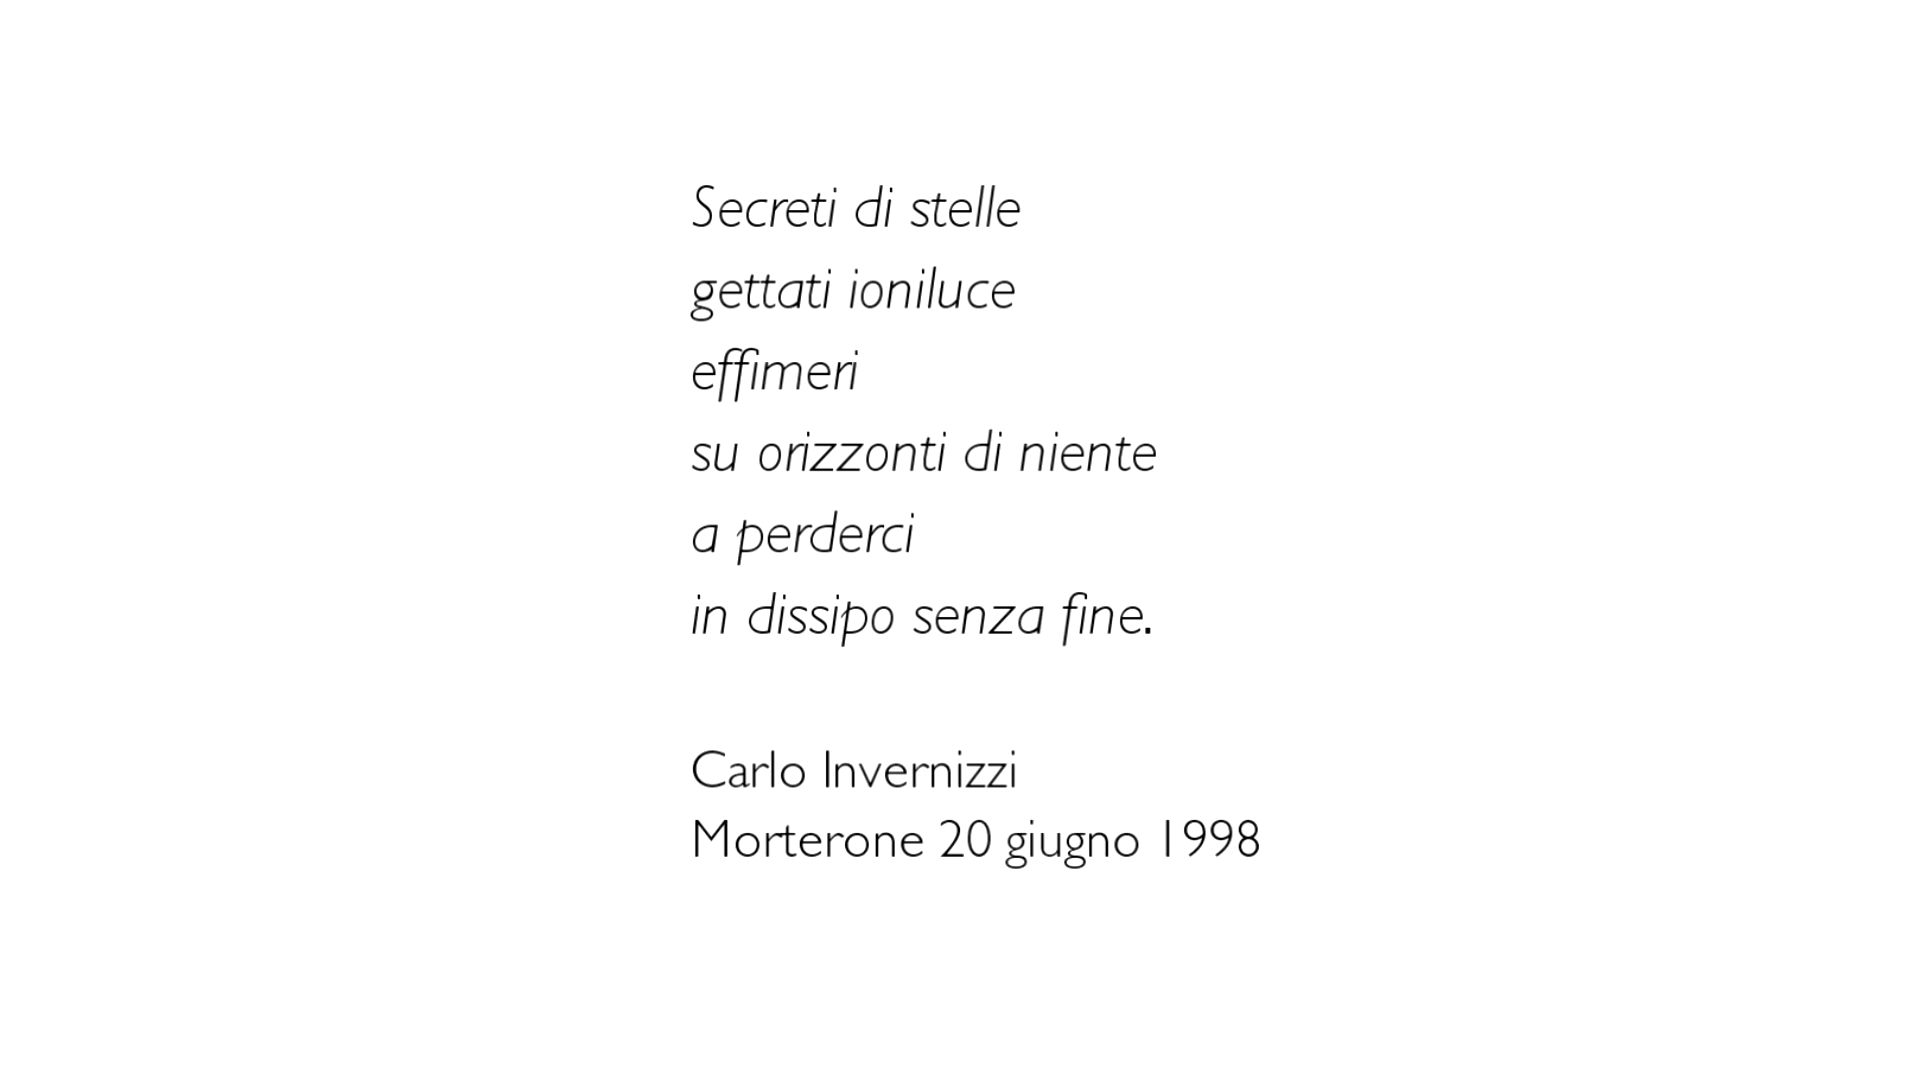 Secreti di stelle
gettati ioniluce
effimeri
su orizzonti di niente
a perderci
in dissipo senza fine.
Carlo Invernizzi
Morterone 20 giugno 1998